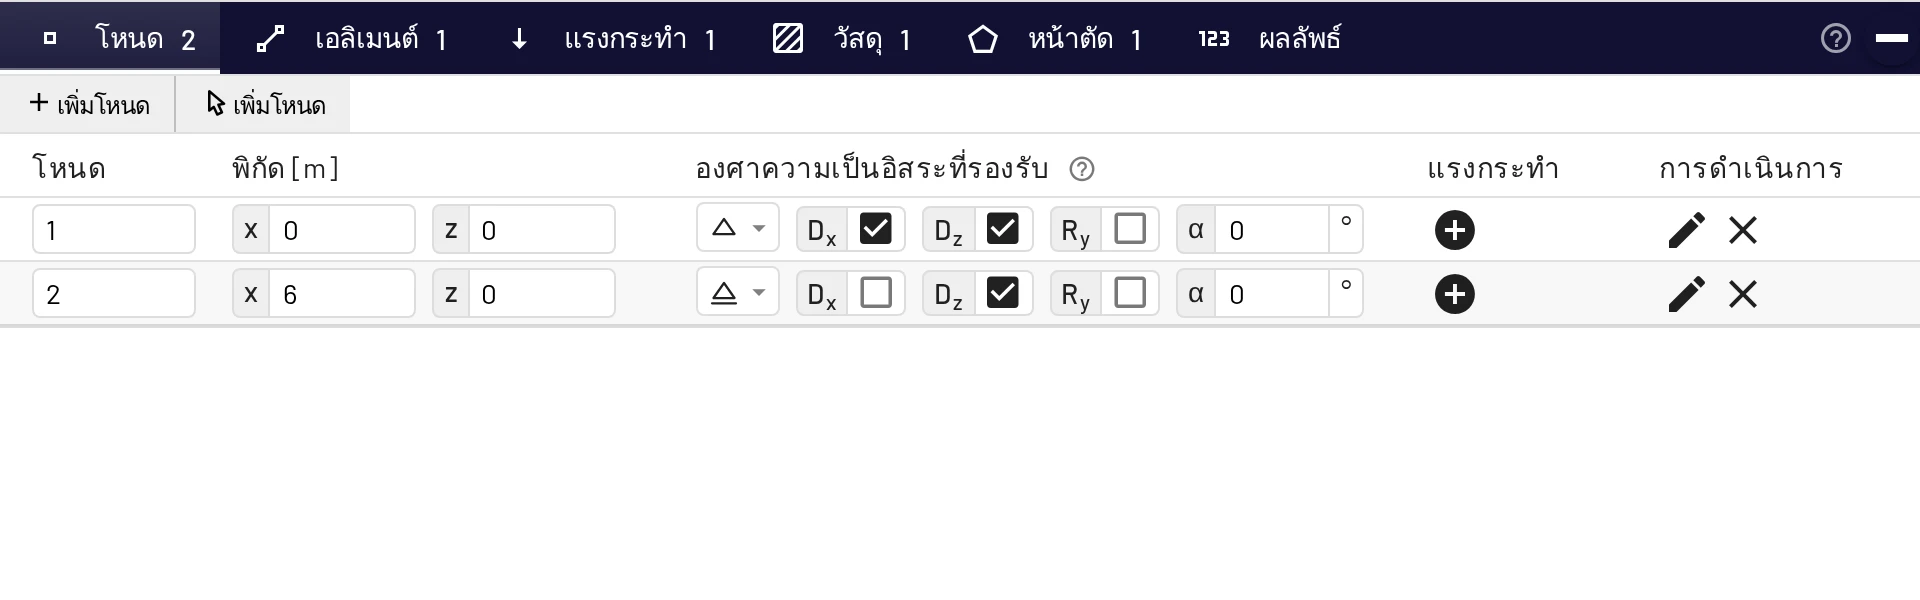 โหนด 2 เอลิเมนต์ 1 แรงกระทำ 1 วัสดุ 1 หน้าตัด 1 123 ผลลัพธ์ ?
+ เพิ่มโหนด เพิ่มโหนด
โหนด พิกัด [m] องศาความเป็นอิสระที่รองรับ ? แรงกระทำ การดำเนินการ
1 x 0 z 0 Dx Dz Ry α 0 °
2 x 6 z 0 Dx Dz Ry α 0 °